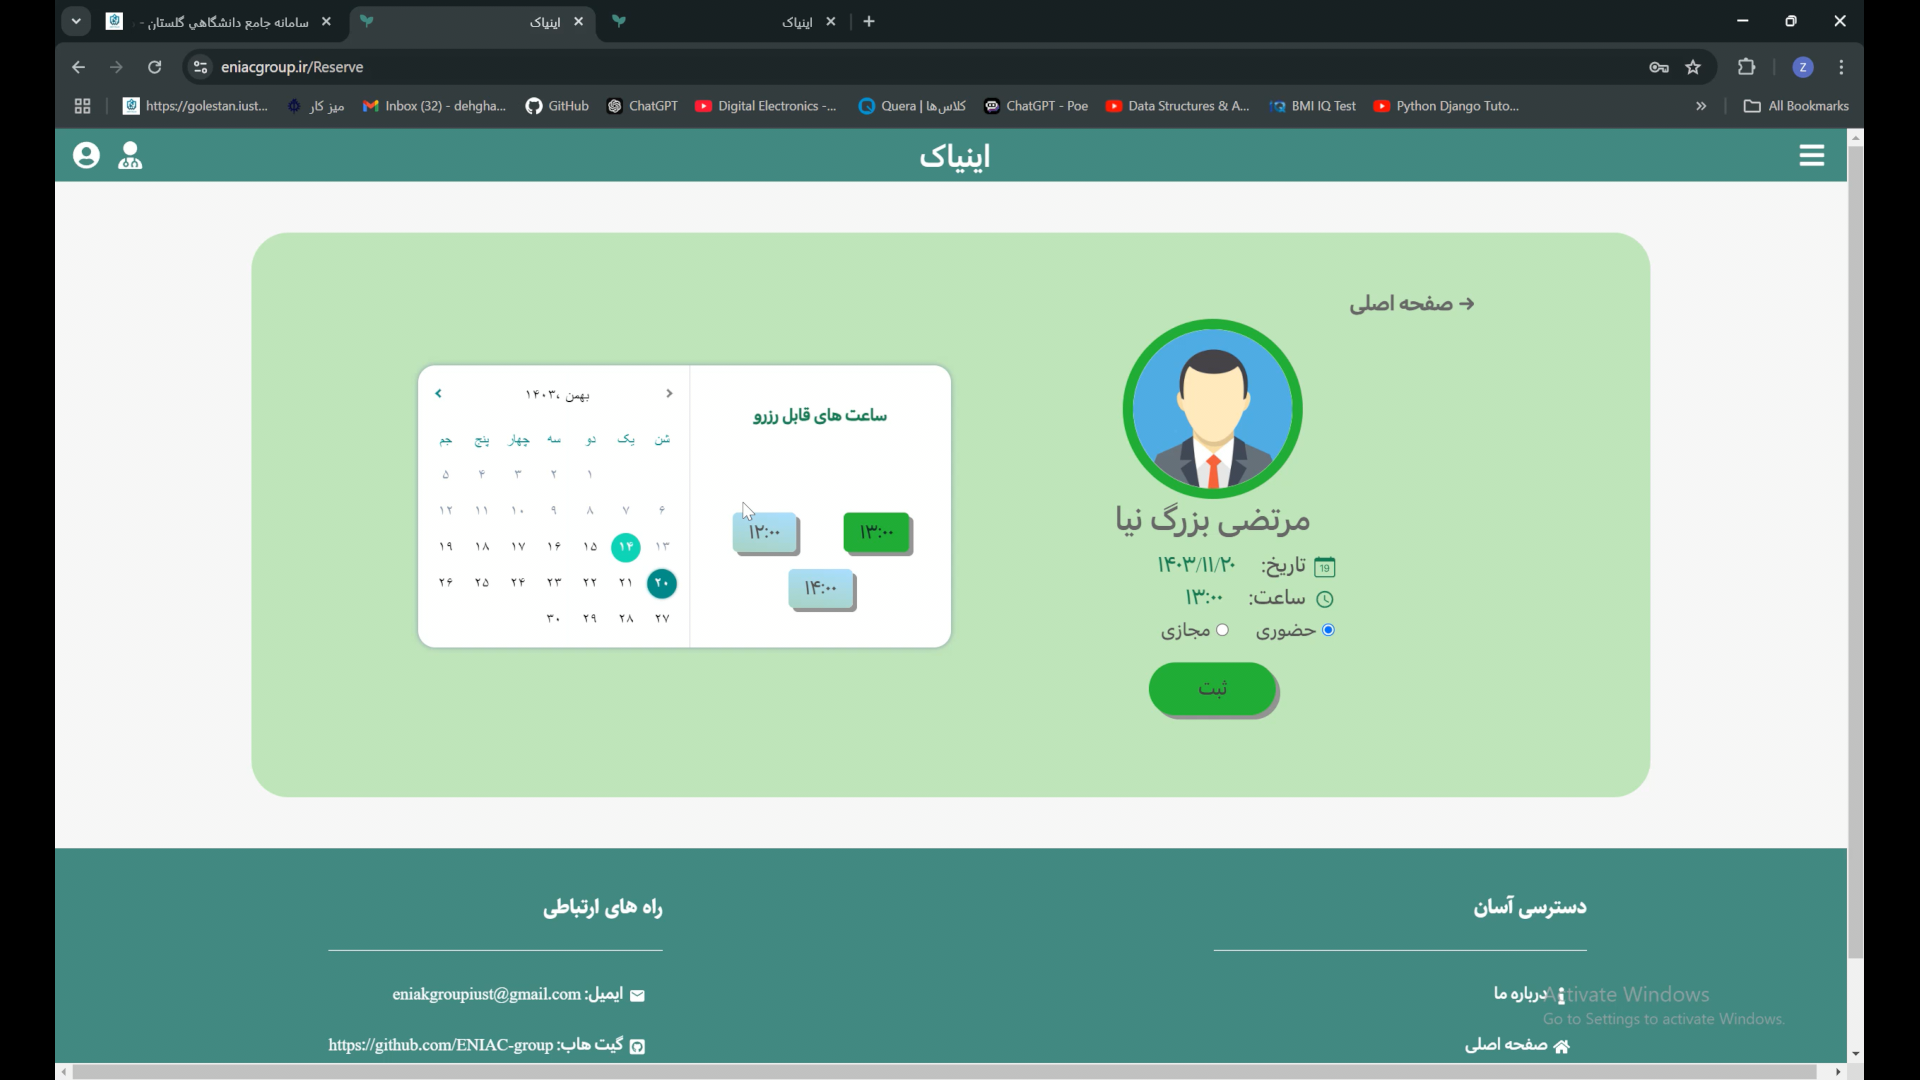 سامانه جامع دانشگاهي گلستان -
اینیاک
اینیاک
eniacgroup.ir/Reserve
Z
https://golestan.iust...
میز کار
Inbox (32) - dehgha...
GitHub
ChatGPT
Digital Electronics -...
Quera | کلاس‌ها
ChatGPT - Poe
Data Structures & A...
BMI IQ Test
Python Django Tuto...
»
All Bookmarks
اینیاک
→ صفحه اصلی
بهمن ،۱۴۰۳
شن یک دو سه چهار پنج جم
۱ ۲ ۳ ۴ ۵
۶ ۷ ۸ ۹ ۱۰ ۱۱ ۱۲
۱۳ ۱۴ ۱۵ ۱۶ ۱۷ ۱۸ ۱۹
۲۰ ۲۱ ۲۲ ۲۳ ۲۴ ۲۵ ۲۶
۲۷ ۲۸ ۲۹ ۳۰
ساعت های قابل رزرو
۱۳:۰۰
۱۲:۰۰
۱۴:۰۰
مرتضی بزرگ نیا
19
تاریخ: ۱۴۰۳/۱۱/۲۰
ساعت: ۱۳:۰۰
حضوری مجازی
ثبت
دسترسی آسان
درباره ما
صفحه اصلی
راه های ارتباطی
ایمیل: eniakgroupiust@gmail.com
گیت هاب: https://github.com/ENIAC-group
Activate Windows
Go to Settings to activate Windows.